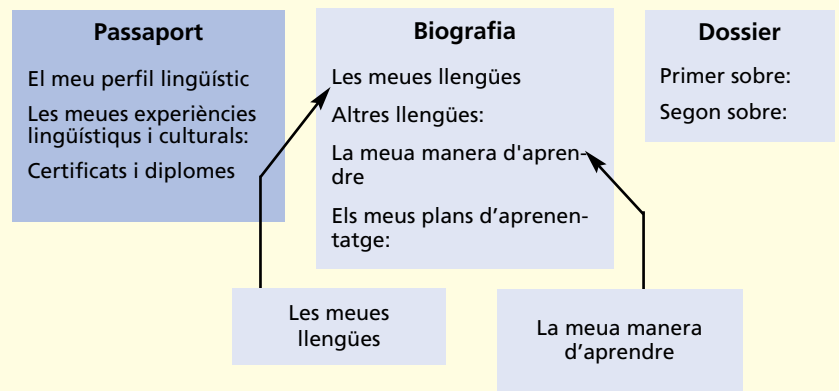 Passaport
El meu perfil lingüístic
Les meues experiències
lingüístiqus i culturals:
Certificats i diplomes
Biografia
Les meues llengües
Altres llengües:
La meua manera d'apren-
dre
Els meus plans d’aprenen-
tatge:
Dossier
Primer sobre:
Segon sobre:
Les meues
llengües
La meua manera
d’aprendre